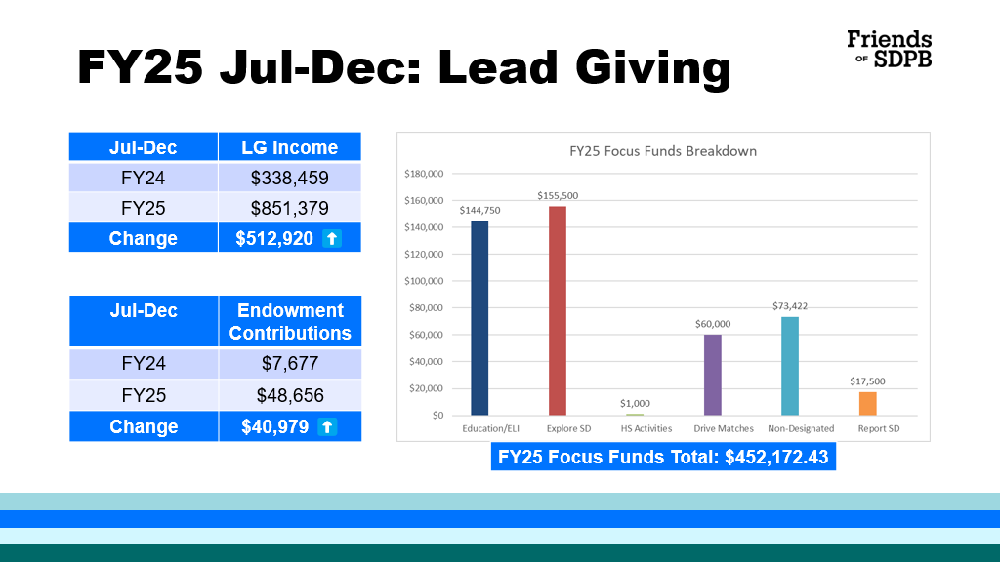 FY25 Jul-Dec: Lead Giving
Friends
OF SDPB
Jul-Dec LG Income
FY24 $338,459
FY25 $851,379
Change $512,920
Jul-Dec Endowment
Contributions
FY24 $7,677
FY25 $48,656
Change $40,979
FY25 Focus Funds Breakdown
$180,000
$160,000
$140,000
$120,000
$100,000
$80,000
$60,000
$40,000
$20,000
$0
$144,750
$155,500
$1,000
$60,000
$73,422
$17,500
Education/ELI Explore SD HS Activities Drive Matches Non-Designated Report SD
FY25 Focus Funds Total: $452,172.43